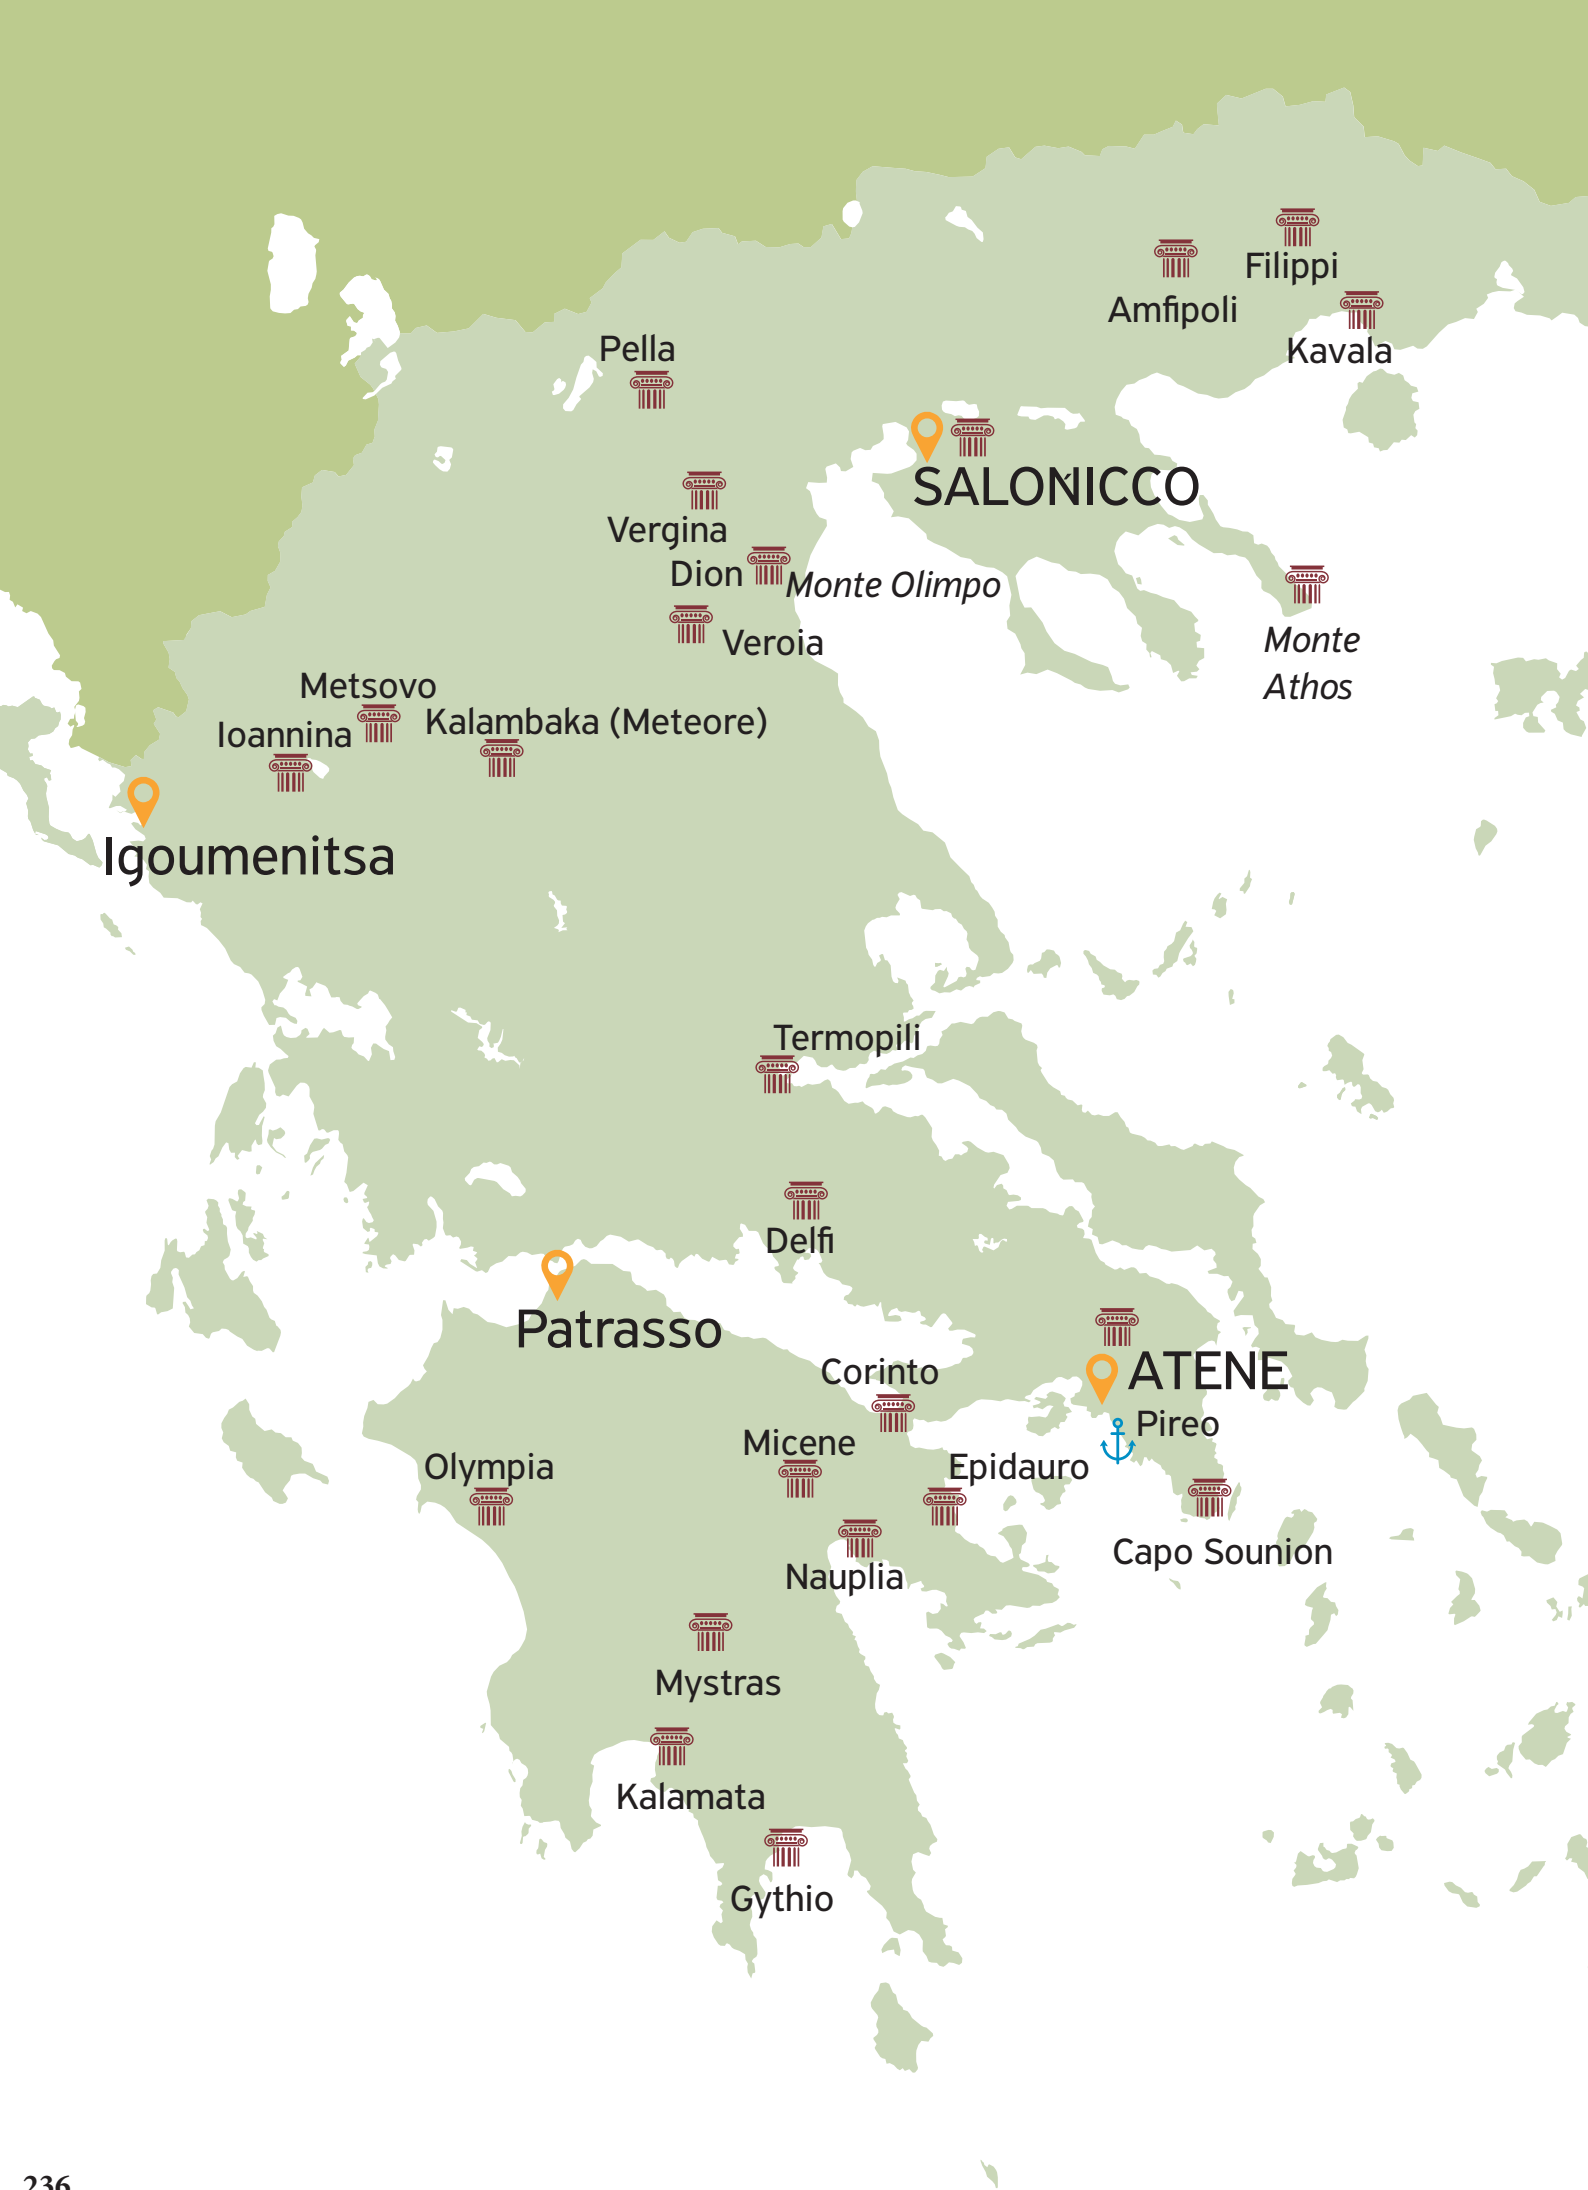 Filippi
Amfipoli
Kavala
Pella
SALONICCO
Vergina
Dion
Monte Olimpo
Veroia
Monte
Athos
Metsovo
Ioannina
Kalambaka (Meteore)
Igoumenitsa
Termopili
Delfi
Patrasso
ATENE
Corinto
Pireo
Micene
Olympia
Epidauro
Capo Sounion
Nauplia
Mystras
Kalamata
Gythio
236